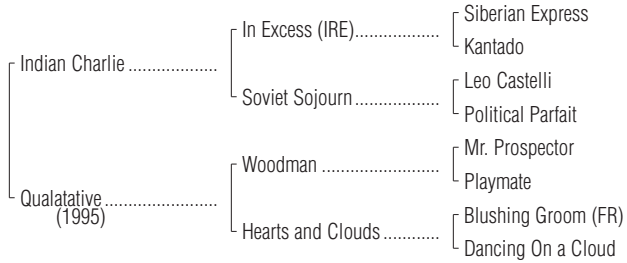 Siberian Express
In Excess (IRE)..................
Kantado
Indian Charlie ...................
Leo Castelli
Soviet Sojourn ..................
Political Parfait
Mr. Prospector
Woodman .........................
Playmate
Qualatative ........................
(1995)
Blushing Groom (FR)
Hearts and Clouds ............
Dancing On a Cloud